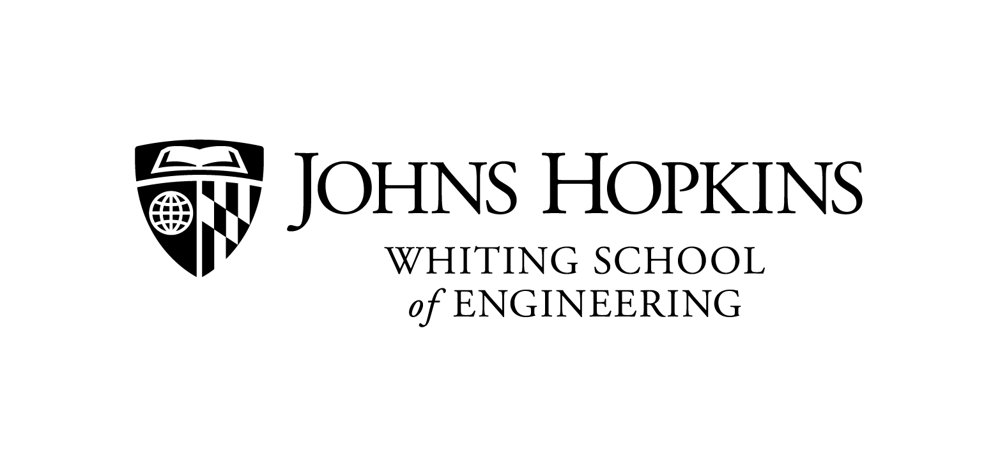 JOHNS HOPKINS
WHITING SCHOOL
of ENGINEERING